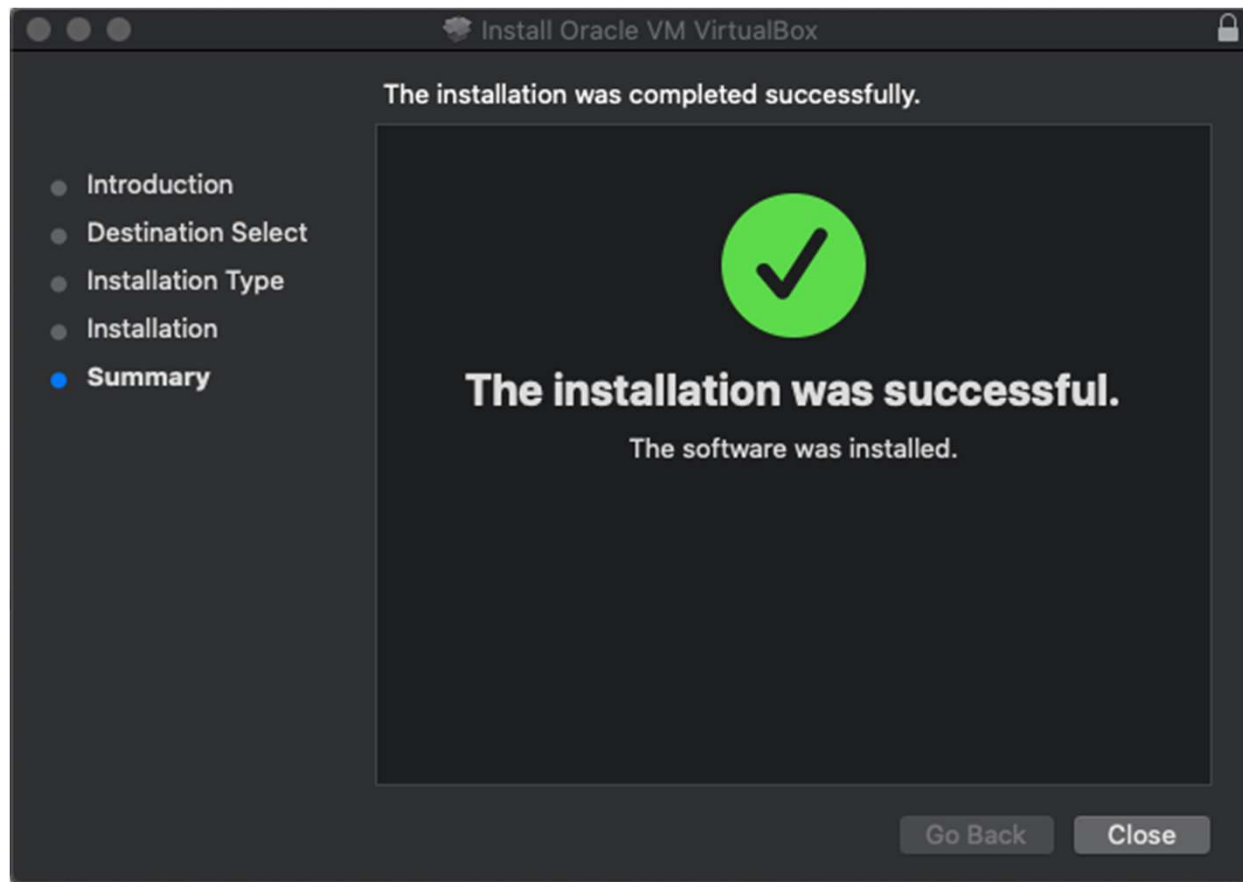 Install Oracle VM VirtualBox
The installation was completed successfully.
Introduction
Destination Select
Installation Type
Installation
Summary
The installation was successful.
The software was installed.
Go Back
Close